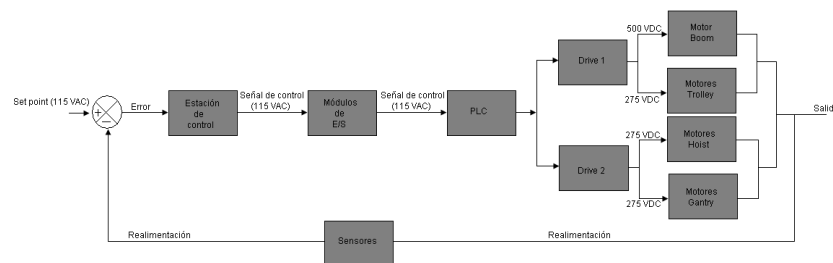 Set point (115 VAC)
+
−
Error
Estación
de
control
Señal de control
(115 VAC)
Módulos
de
E/S
Señal de control
(115 VAC)
PLC
Drive 1
500 VDC
Motor
Boom
275 VDC
Motores
Trolley
Drive 2
275 VDC
Motores
Hoist
275 VDC
Motores
Gantry
Salid
Realimentación
Sensores
Realimentación